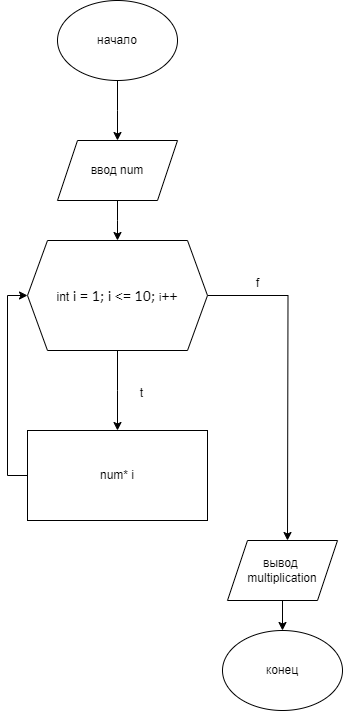 начало
ввод num
int i = 1; i <= 10; i++
f
t
num* i
вывод
multiplication
конец